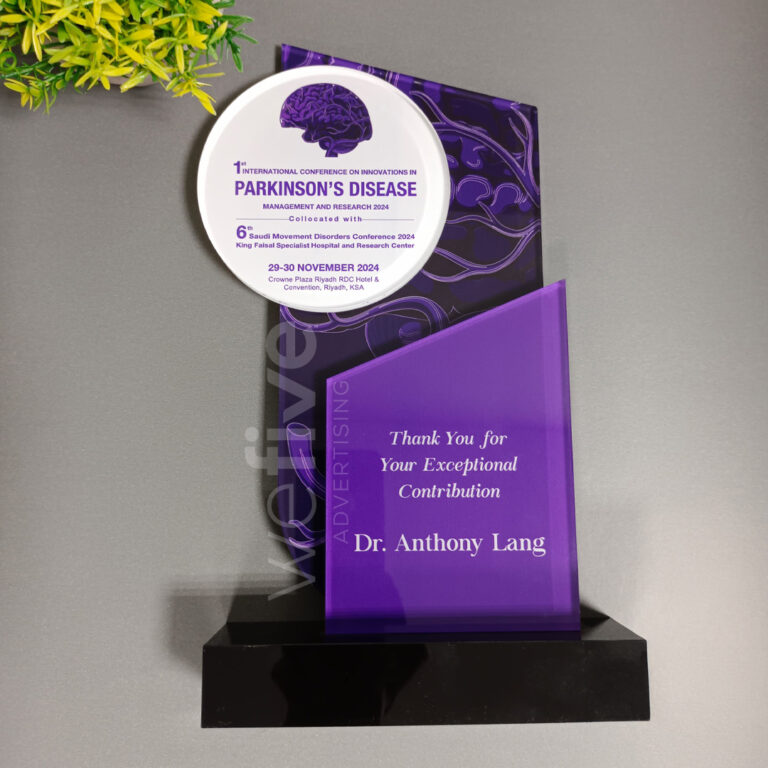 1st INTERNATIONAL CONFERENCE ON INNOVATIONS IN
PARKINSON'S DISEASE
MANAGEMENT AND RESEARCH 2024
Collocated with
6th Saudi Movement Disorders Conference 2024
King Faisal Specialist Hospital and Research Center
29-30 NOVEMBER 2024
Crowne Plaza Riyadh RDC Hotel &
Convention, Riyadh, KSA
wefive
ADVERTISING
Thank You for
Your Exceptional
Contribution
Dr. Anthony Lang